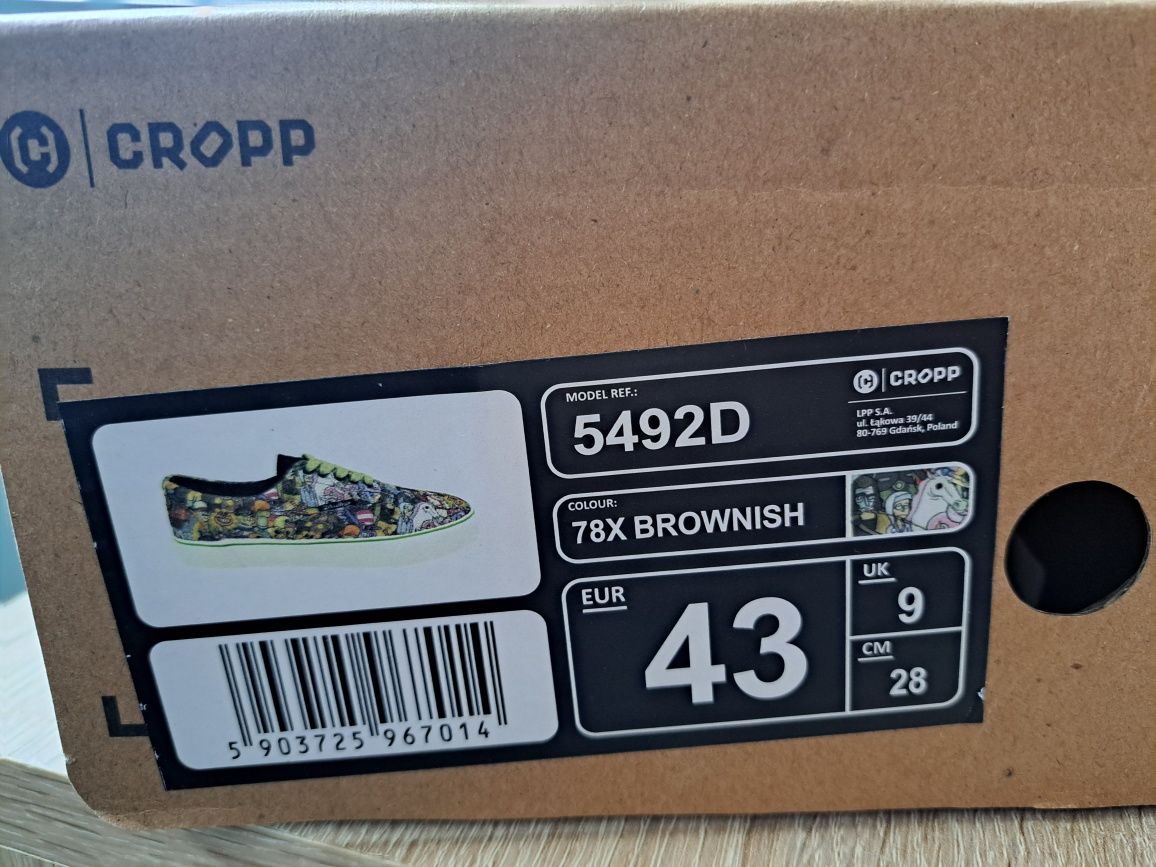 CROPP
MODEL REF.:
5492D
CROPP
LPP S.A.
ul. Łąkowa 39/44
80-769 Gdańsk, Poland
COLOUR:
78X BROWNISH
EUR
43
UK
9
CM
28
5 903725 967014